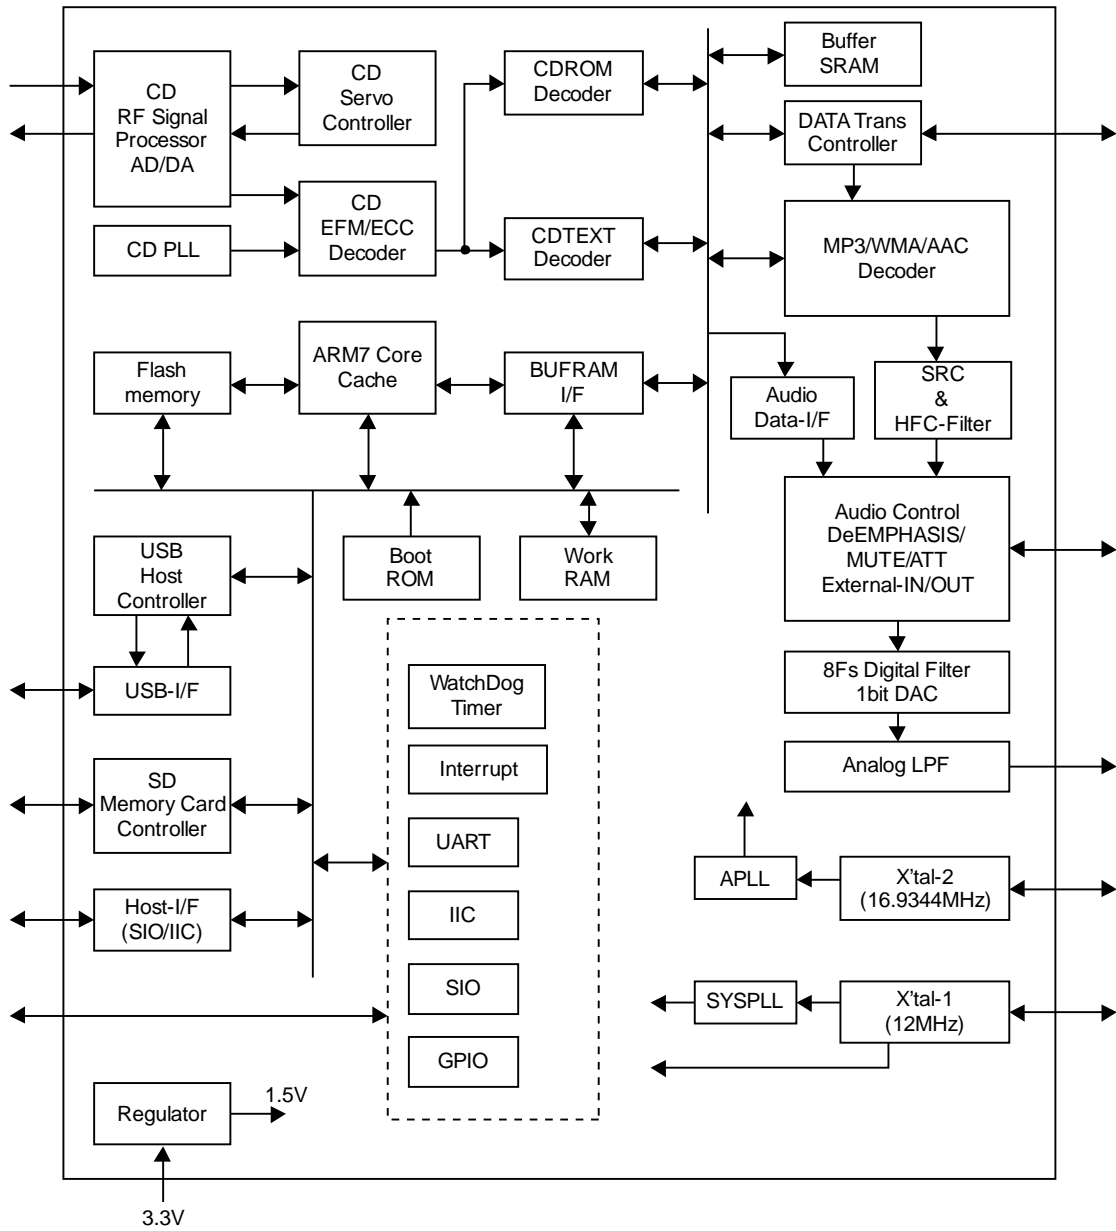 CD
RF Signal
Processor
AD/DA
CD
Servo
Controller
CDROM
Decoder
Buffer
SRAM
DATA Trans
Controller
CD PLL
CD
EFM/ECC
Decoder
CDTEXT
Decoder
MP3/WMA/AAC
Decoder
Flash
memory
ARM7 Core
Cache
BUFRAM
I/F
Audio
Data-I/F
SRC
&
HFC-Filter
USB
Host
Controller
Boot
ROM
Work
RAM
Audio Control
DeEMPHASIS/
MUTE/ATT
External-IN/OUT
USB-I/F
WatchDog
Timer
8Fs Digital Filter
1bit DAC
Interrupt
Analog LPF
SD
Memory Card
Controller
UART
APLL
X'tal-2
(16.9344MHz)
Host-I/F
(SIO/IIC)
IIC
SIO
SYSPLL
X'tal-1
(12MHz)
GPIO
Regulator
1.5V
3.3V